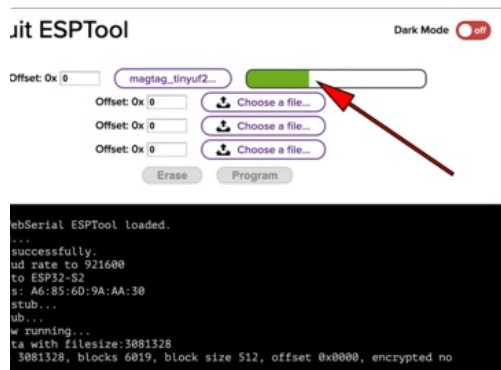 uit ESPTool
Dark Mode off
Offset: 0x 0 magtag_tinyuf2...
Offset: 0x 0 Choose a file...
Offset: 0x 0 Choose a file...
Offset: 0x 0 Choose a file...
Erase Program
ebSerial ESPTool loaded.
...
successfully.
ud rate to 921600
to ESP32-S2
s: A6:85:6D:9A:AA:30
stub...
ub...
w running...
ta with filesize:3081328
3081328, blocks 6019, block size 512, offset 0x0000, encrypted no